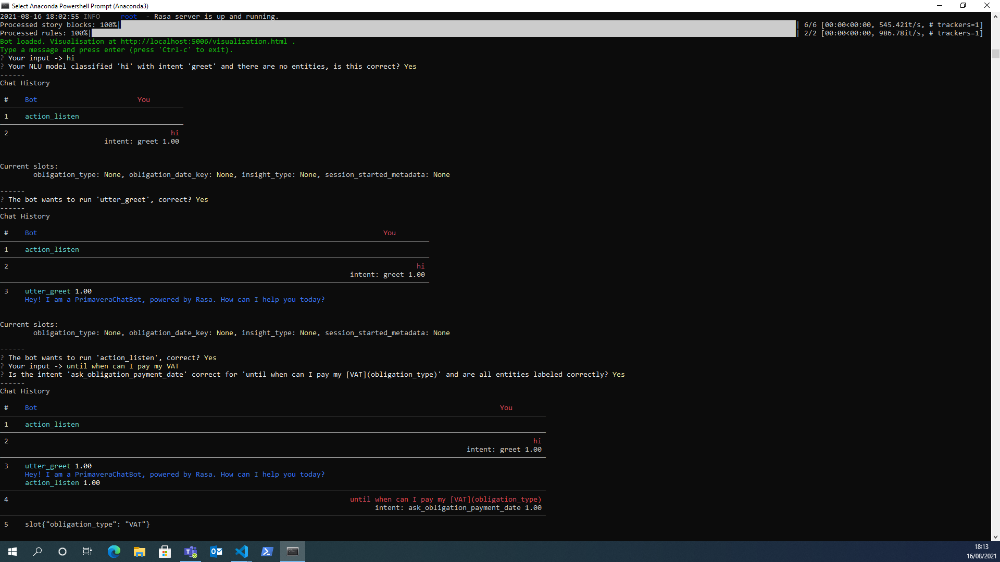 Select Anaconda Powershell Prompt (Anaconda3)
2021-08-16 18:02:55 INFO root - Rasa server is up and running.
Processed story blocks: 100%| | 6/6 [00:00<00:00, 545.42it/s, # trackers=1]
Processed rules: 100%| | 2/2 [00:00<00:00, 986.78it/s, # trackers=1]
Bot loaded. Visualisation at http://localhost:5006/visualization.html .
Type a message and press enter (press 'Ctrl-c' to exit).
? Your input -> hi
? Your NLU model classified 'hi' with intent 'greet' and there are no entities, is this correct? Yes
------
Chat History
# Bot You
1 action_listen
2 hi
intent: greet 1.00
Current slots:
obligation_type: None, obligation_date_key: None, insight_type: None, session_started_metadata: None
------
? The bot wants to run 'utter_greet', correct? Yes
------
Chat History
# Bot You
1 action_listen
2 hi
intent: greet 1.00
3 utter_greet 1.00
Hey! I am a PrimaveraChatBot, powered by Rasa. How can I help you today?
Current slots:
obligation_type: None, obligation_date_key: None, insight_type: None, session_started_metadata: None
------
? The bot wants to run 'action_listen', correct? Yes
? Your input -> until when can I pay my VAT
? Is the intent 'ask_obligation_payment_date' correct for 'until when can I pay my [VAT](obligation_type)' and are all entities labeled correctly? Yes
------
Chat History
# Bot You
1 action_listen
2 hi
intent: greet 1.00
3 utter_greet 1.00
Hey! I am a PrimaveraChatBot, powered by Rasa. How can I help you today?
action_listen 1.00
4 until when can I pay my [VAT](obligation_type)
intent: ask_obligation_payment_date 1.00
5 slot{"obligation_type": "VAT"}
18:13
16/08/2021